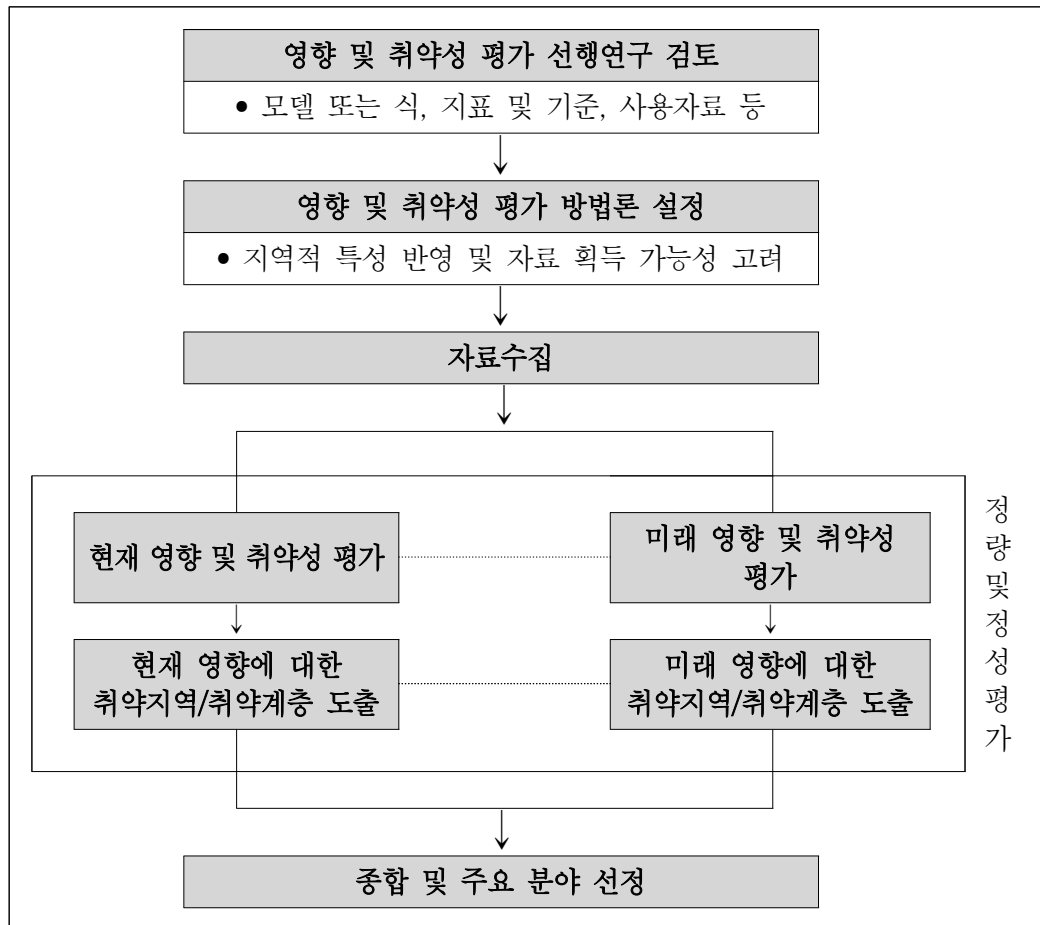 영향 및 취약성 평가 선행연구 검토
• 모델 또는 식, 지표 및 기준, 사용자료 등
영향 및 취약성 평가 방법론 설정
• 지역적 특성 반영 및 자료 획득 가능성 고려
자료수집
현재 영향 및 취약성 평가
미래 영향 및 취약성
평가
현재 영향에 대한
취약지역/취약계층 도출
미래 영향에 대한
취약지역/취약계층 도출
정량및정성평가
종합 및 주요 분야 선정